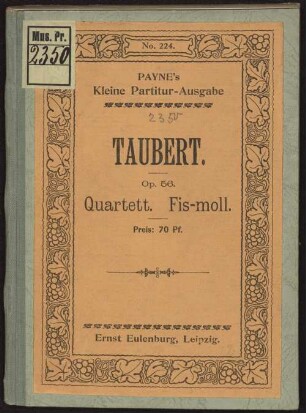 Mus. Pr.
2350
No. 224.
PAYNE's
Kleine Partitur-Ausgabe
2350
TAUBERT.
Op. 56.
Quartett. Fis-moll.
Preis: 70 Pf.
Ernst Eulenburg, Leipzig.